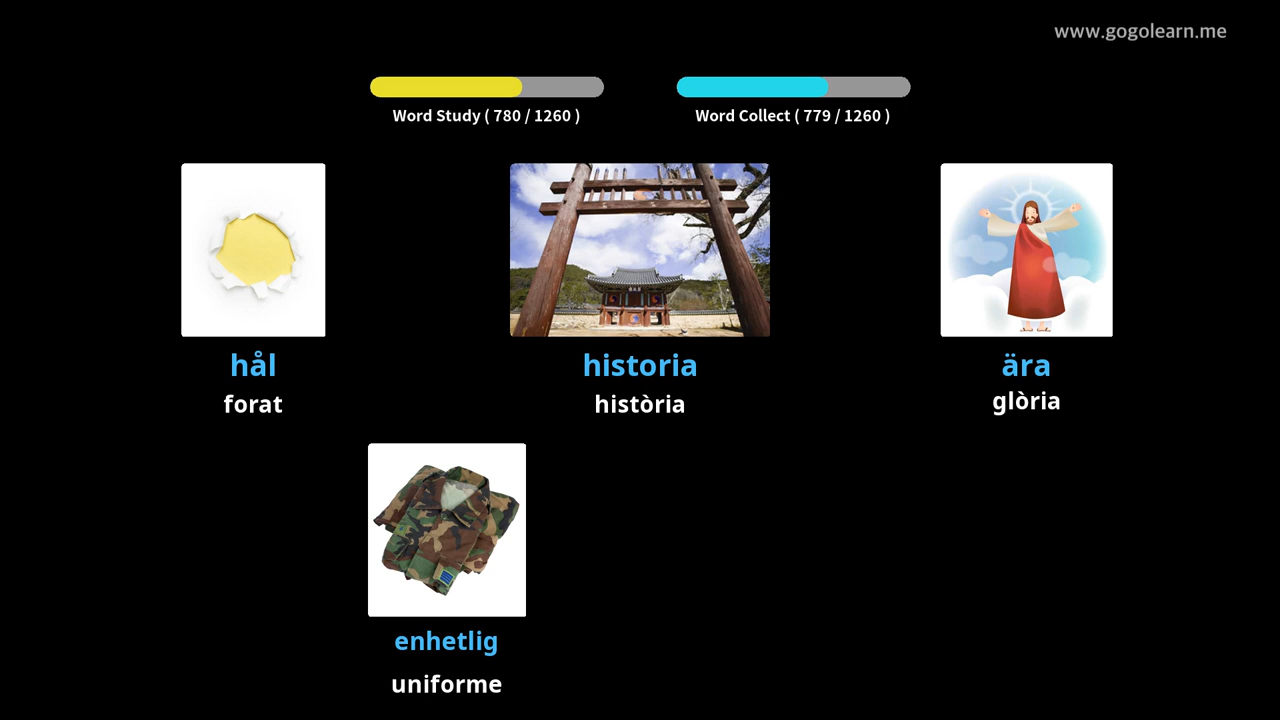 www.gogolearn.me
Word Study ( 780 / 1260 )
Word Collect ( 779 / 1260 )
hål
forat
historia
història
ära
glòria
enhetlig
uniforme